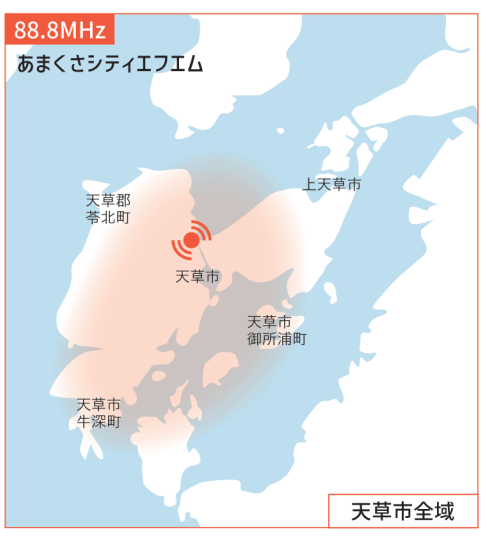 88.8MHz
あまくさシティエフエム
上天草市
天草郡
苓北町
天草市
天草市
御所浦町
天草市
牛深町
天草市全域